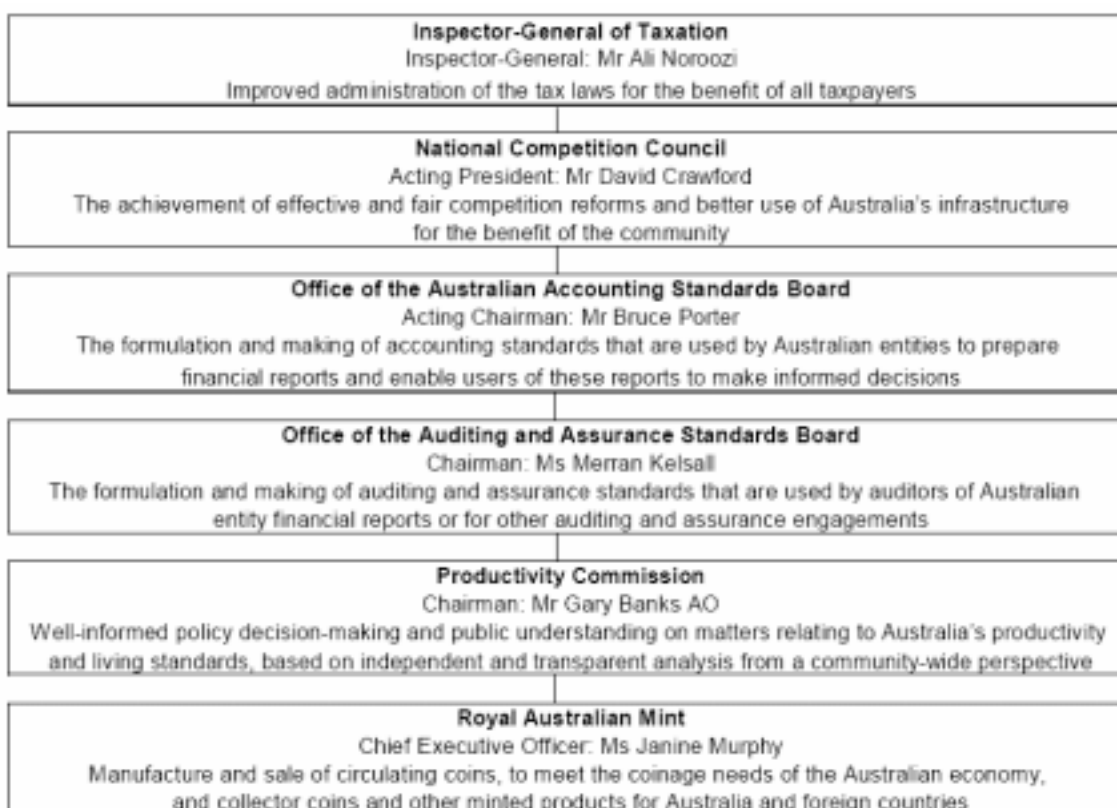 Inspector-General of Taxation
Inspector-General: Mr Ali Noroozi
Improved administration of the tax laws for the benefit of all taxpayers
National Competition Council
Acting President: Mr David Crawford
The achievement of effective and fair competition reforms and better use of Australia's infrastructure
for the benefit of the community
Office of the Australian Accounting Standards Board
Acting Chairman: Mr Bruce Porter
The formulation and making of accounting standards that are used by Australian entities to prepare
financial reports and enable users of these reports to make informed decisions
Office of the Auditing and Assurance Standards Board
Chairman: Ms Merran Kelsall
The formulation and making of auditing and assurance standards that are used by auditors of Australian
entity financial reports or for other auditing and assurance engagements
Productivity Commission
Chairman: Mr Gary Banks AO
Well-informed policy decision-making and public understanding on matters relating to Australia's productivity
and living standards, based on independent and transparent analysis from a community-wide perspective
Royal Australian Mint
Chief Executive Officer: Ms Janine Murphy
Manufacture and sale of circulating coins, to meet the coinage needs of the Australian economy,
and collector coins and other minted products for Australia and foreign countries